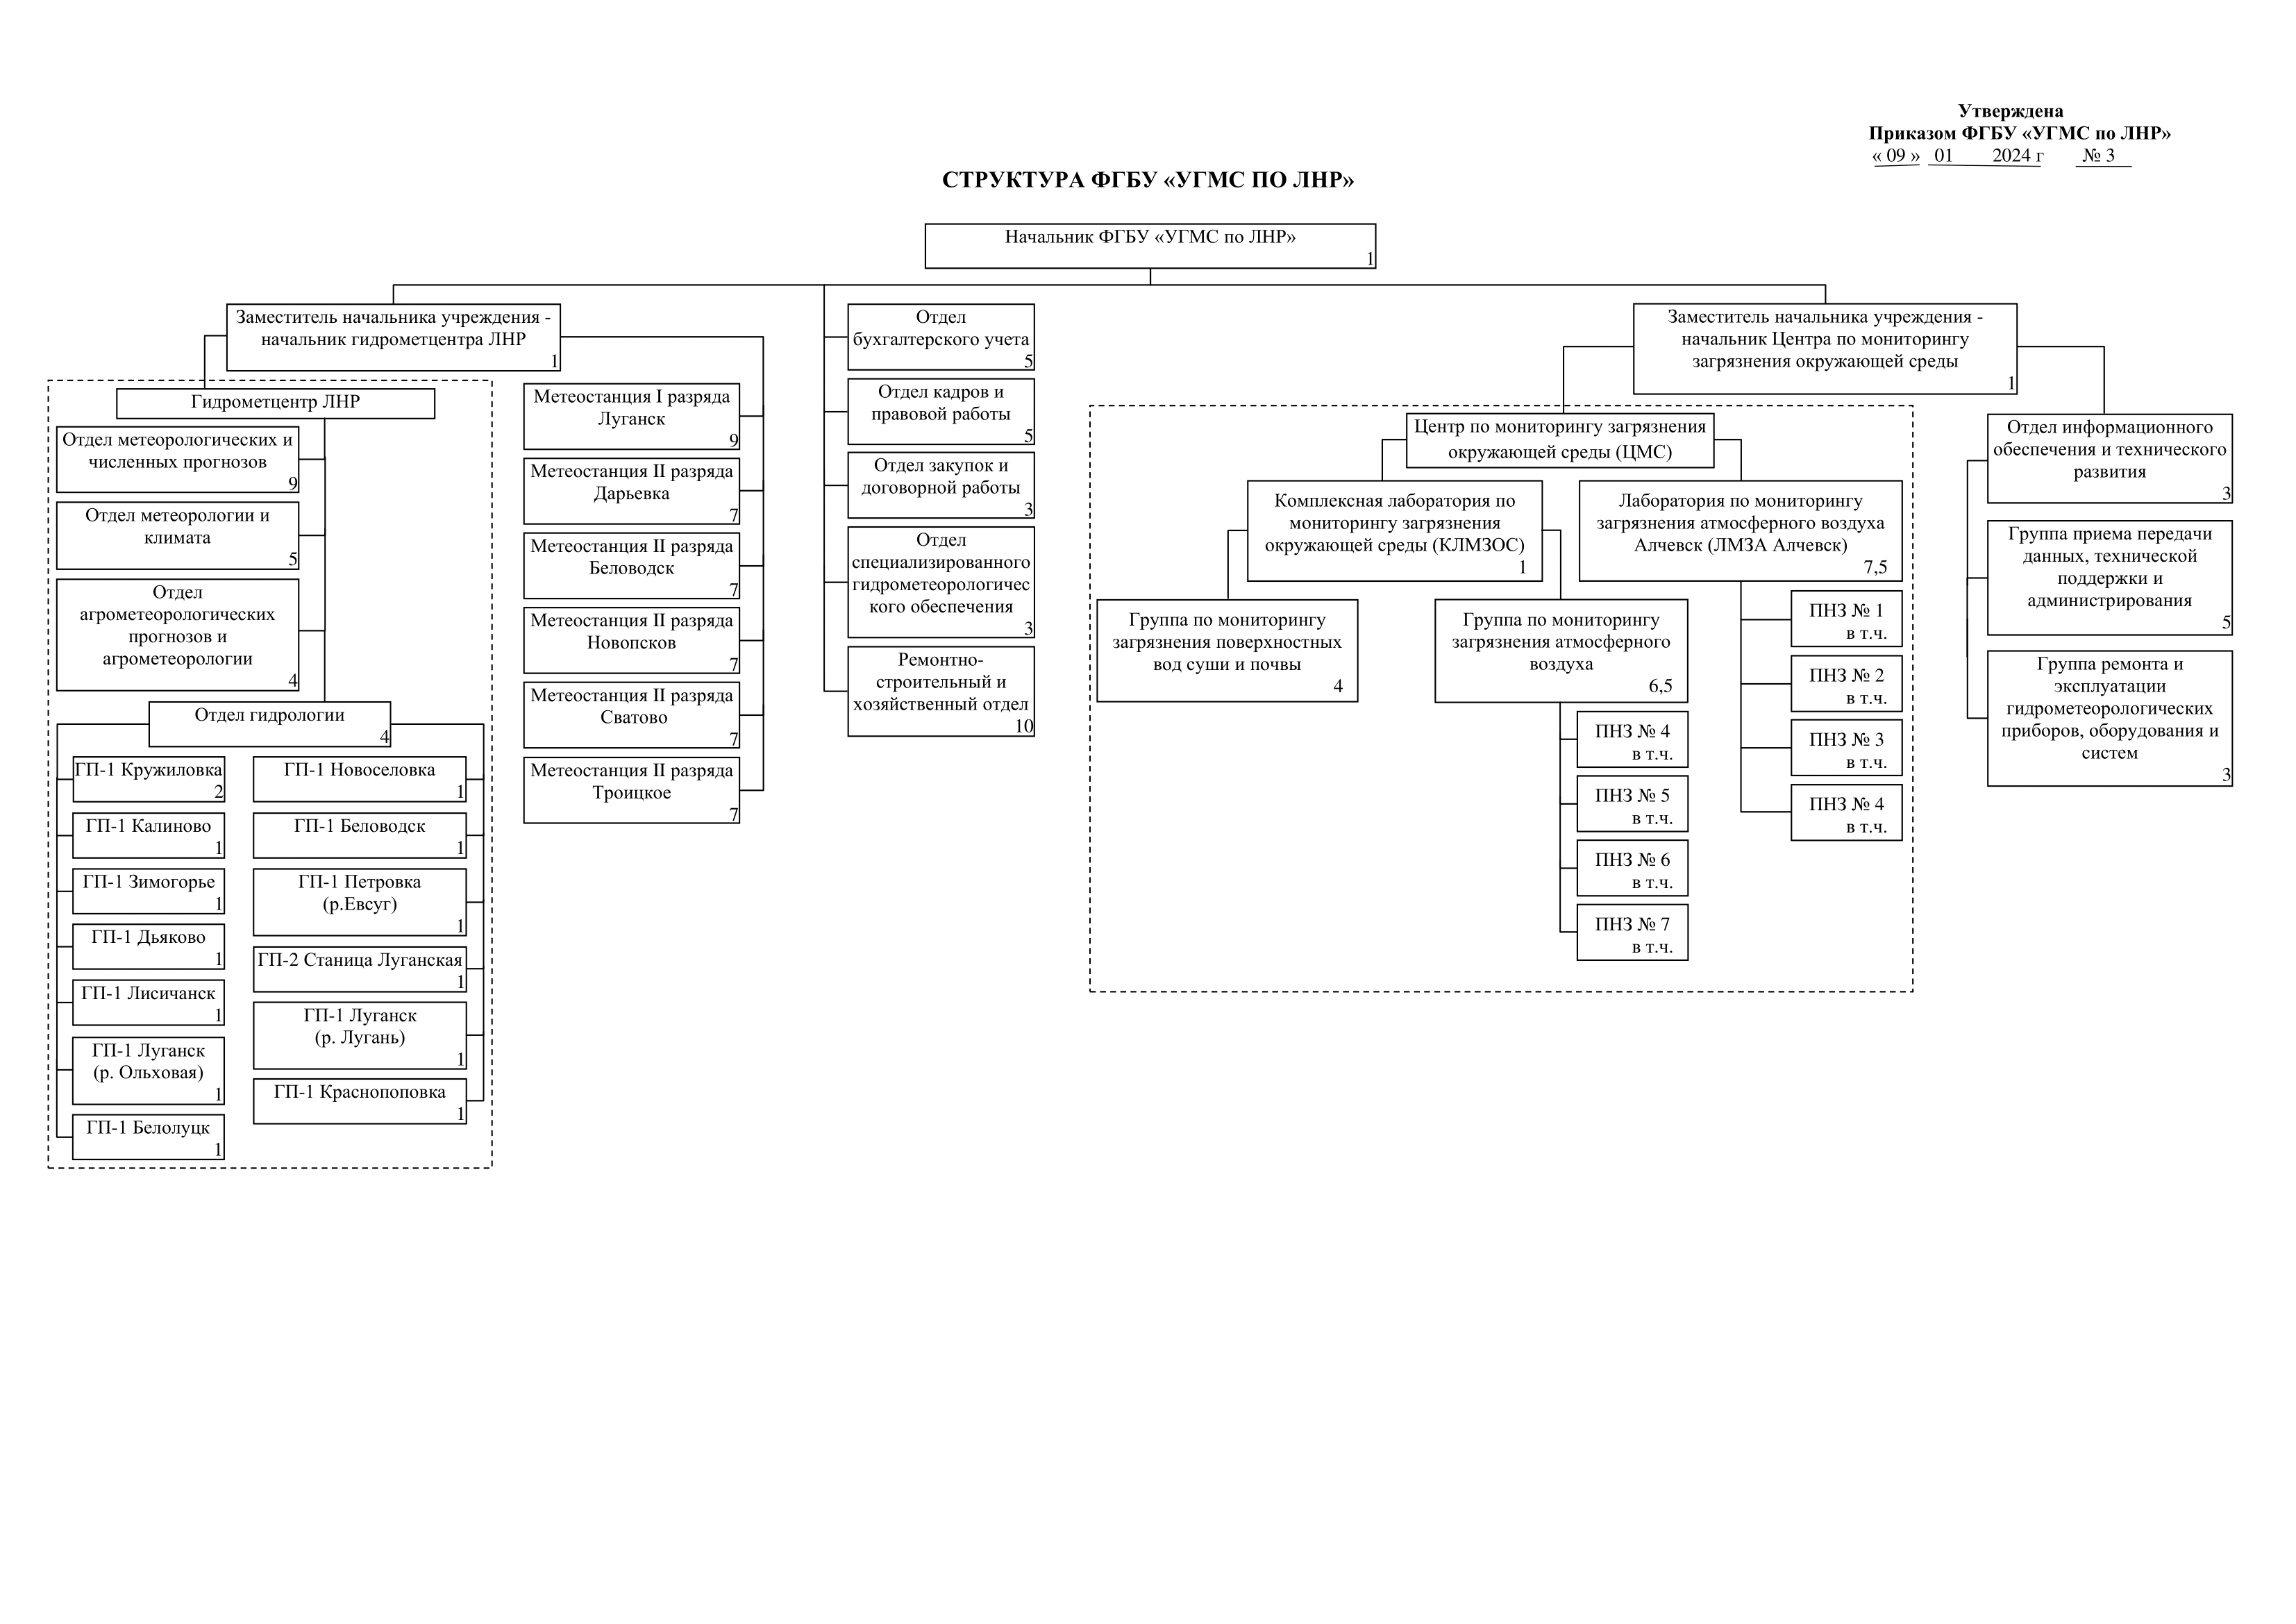 Утверждена
Приказом ФГБУ «УГМС по ЛНР»
« 09 » 01 2024 г № 3
СТРУКТУРА ФГБУ «УГМС ПО ЛНР»
Начальник ФГБУ «УГМС по ЛНР»
1
Заместитель начальника учреждения -
начальник гидрометцентра ЛНР
1
Гидрометцентр ЛНР
Отдел метеорологических и
численных прогнозов
9
Отдел метеорологии и
климата
5
Отдел
агрометеорологических
прогнозов и
агрометеорологии
4
Отдел гидрологии
4
ГП-1 Кружиловка
2
ГП-1 Калиново
1
ГП-1 Зимогорье
1
ГП-1 Дьяково
1
ГП-1 Лисичанск
1
ГП-1 Луганск
(р. Ольховая)
1
ГП-1 Белолуцк
1
ГП-1 Новоселовка
1
ГП-1 Беловодск
1
ГП-1 Петровка
(р.Евсуг)
1
ГП-2 Станица Луганская
1
ГП-1 Луганск
(р. Лугань)
1
ГП-1 Краснопоповка
1
Метеостанция I разряда
Луганск
9
Метеостанция II разряда
Дарьевка
7
Метеостанция II разряда
Беловодск
7
Метеостанция II разряда
Новопсков
7
Метеостанция II разряда
Сватово
7
Метеостанция II разряда
Троицкое
7
Отдел
бухгалтерского учета
5
Отдел кадров и
правовой работы
5
Отдел закупок и
договорной работы
3
Отдел
специализированного
гидрометеорологичес
кого обеспечения
3
Ремонтно-
строительный и
хозяйственный отдел
10
Заместитель начальника учреждения -
начальник Центра по мониторингу
загрязнения окружающей среды
1
Центр по мониторингу загрязнения
окружающей среды (ЦМС)
Комплексная лаборатория по
мониторингу загрязнения
окружающей среды (КЛМЗОС)
1
Группа по мониторингу
загрязнения поверхностных
вод суши и почвы
4
Группа по мониторингу
загрязнения атмосферного
воздуха
6,5
ПНЗ № 4
в т.ч.
ПНЗ № 5
в т.ч.
ПНЗ № 6
в т.ч.
ПНЗ № 7
в т.ч.
Лаборатория по мониторингу
загрязнения атмосферного воздуха
Алчевск (ЛМЗА Алчевск)
7,5
ПНЗ № 1
в т.ч.
ПНЗ № 2
в т.ч.
ПНЗ № 3
в т.ч.
ПНЗ № 4
в т.ч.
Отдел информационного
обеспечения и технического
развития
3
Группа приема передачи
данных, технической
поддержки и
администрирования
5
Группа ремонта и
эксплуатации
гидрометеорологических
приборов, оборудования и
систем
3